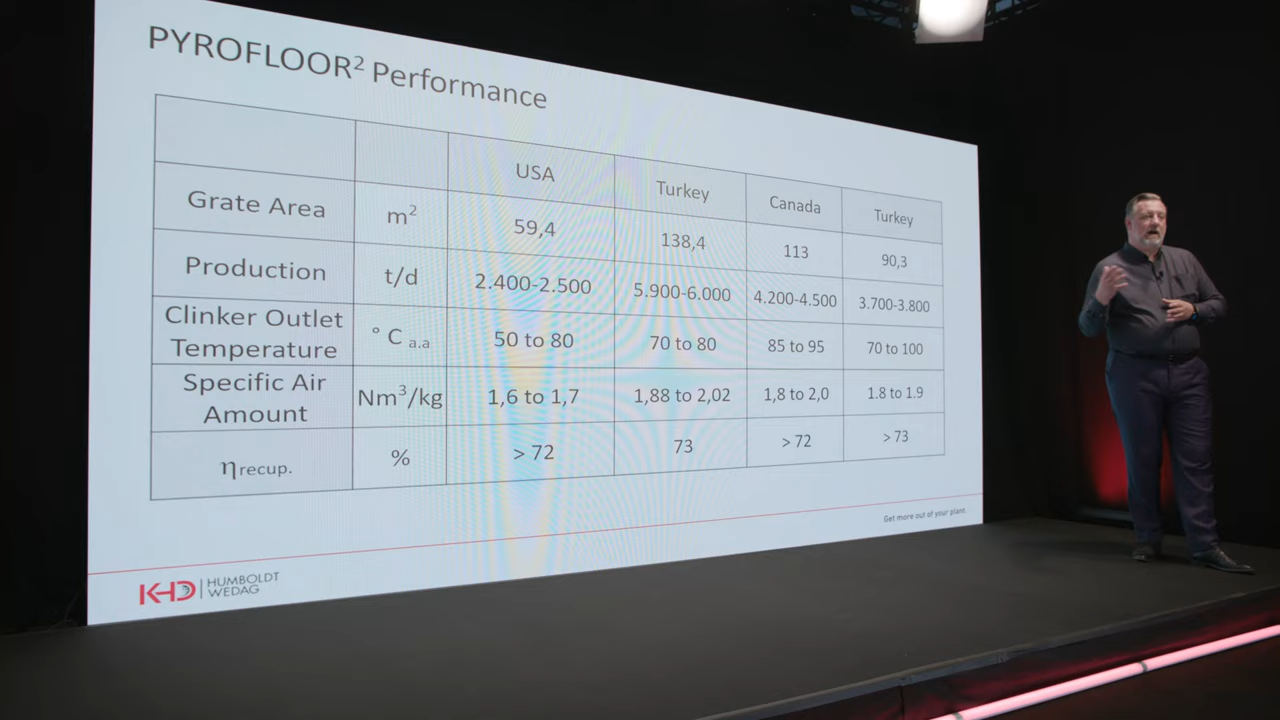 PYROFLOOR² Performance
USA Turkey Canada Turkey
Grate Area m² 59,4 138,4 113 90,3
Production t/d 2.400-2.500 5.900-6.000 4.200-4.500 3.700-3.800
Clinker Outlet
Temperature ° C a.a 50 to 80 70 to 80 85 to 95 70 to 100
Specific Air
Amount Nm³/kg 1,6 to 1,7 1,88 to 2,02 1,8 to 2,0 1.8 to 1.9
ηrecup. % > 72 73 > 72 > 73
Get more out of your plant.
KHD HUMBOLDT
WEDAG